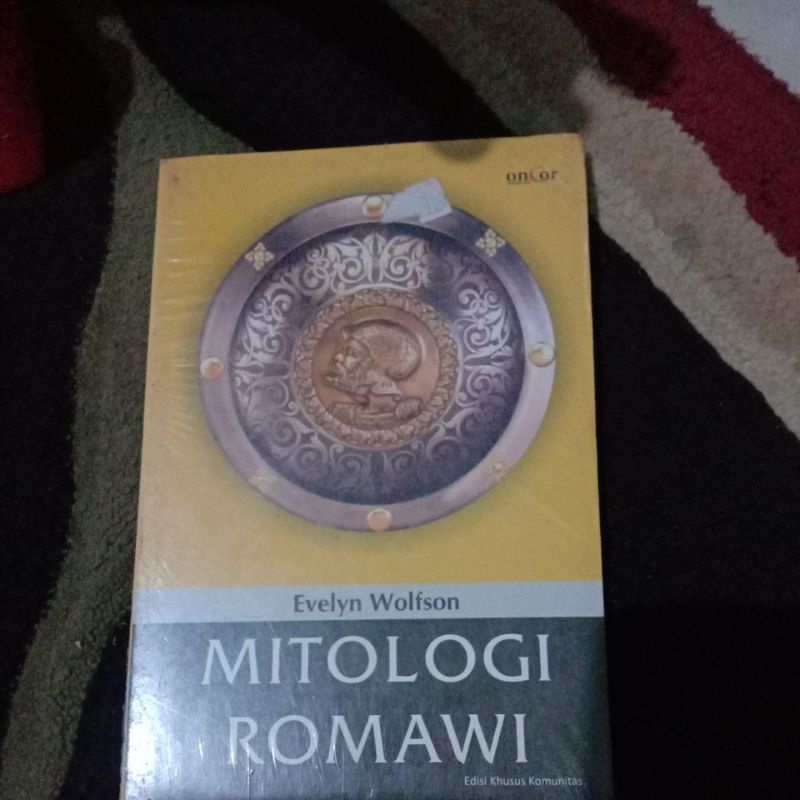 onCor
Evelyn Wolfson
MITOLOGI
ROMAWI
Edisi Khusus Komunitas